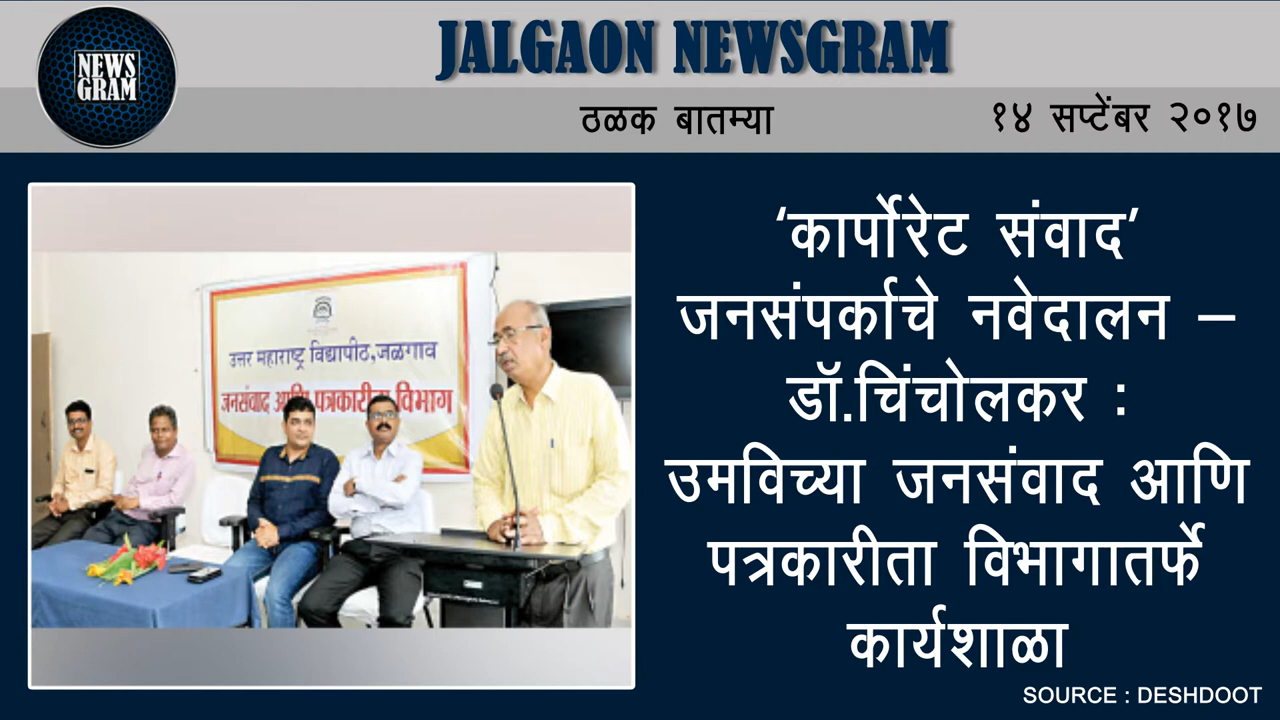 NEWS
GRAM
JALGAON NEWSGRAM
ठळक बातम्या
१४ सप्टेंबर २०१७
उत्तर महाराष्ट्र विद्यापीठ,जळगाव
जनसंवाद आणि पत्रकारीता विभाग
‘कार्पोरेट संवाद’
जनसंपर्काचे नवेदालन –
डॉ.चिंचोलकर :
उमविच्या जनसंवाद आणि
पत्रकारीता विभागातर्फे
कार्यशाळा
SOURCE : DESHDOOT